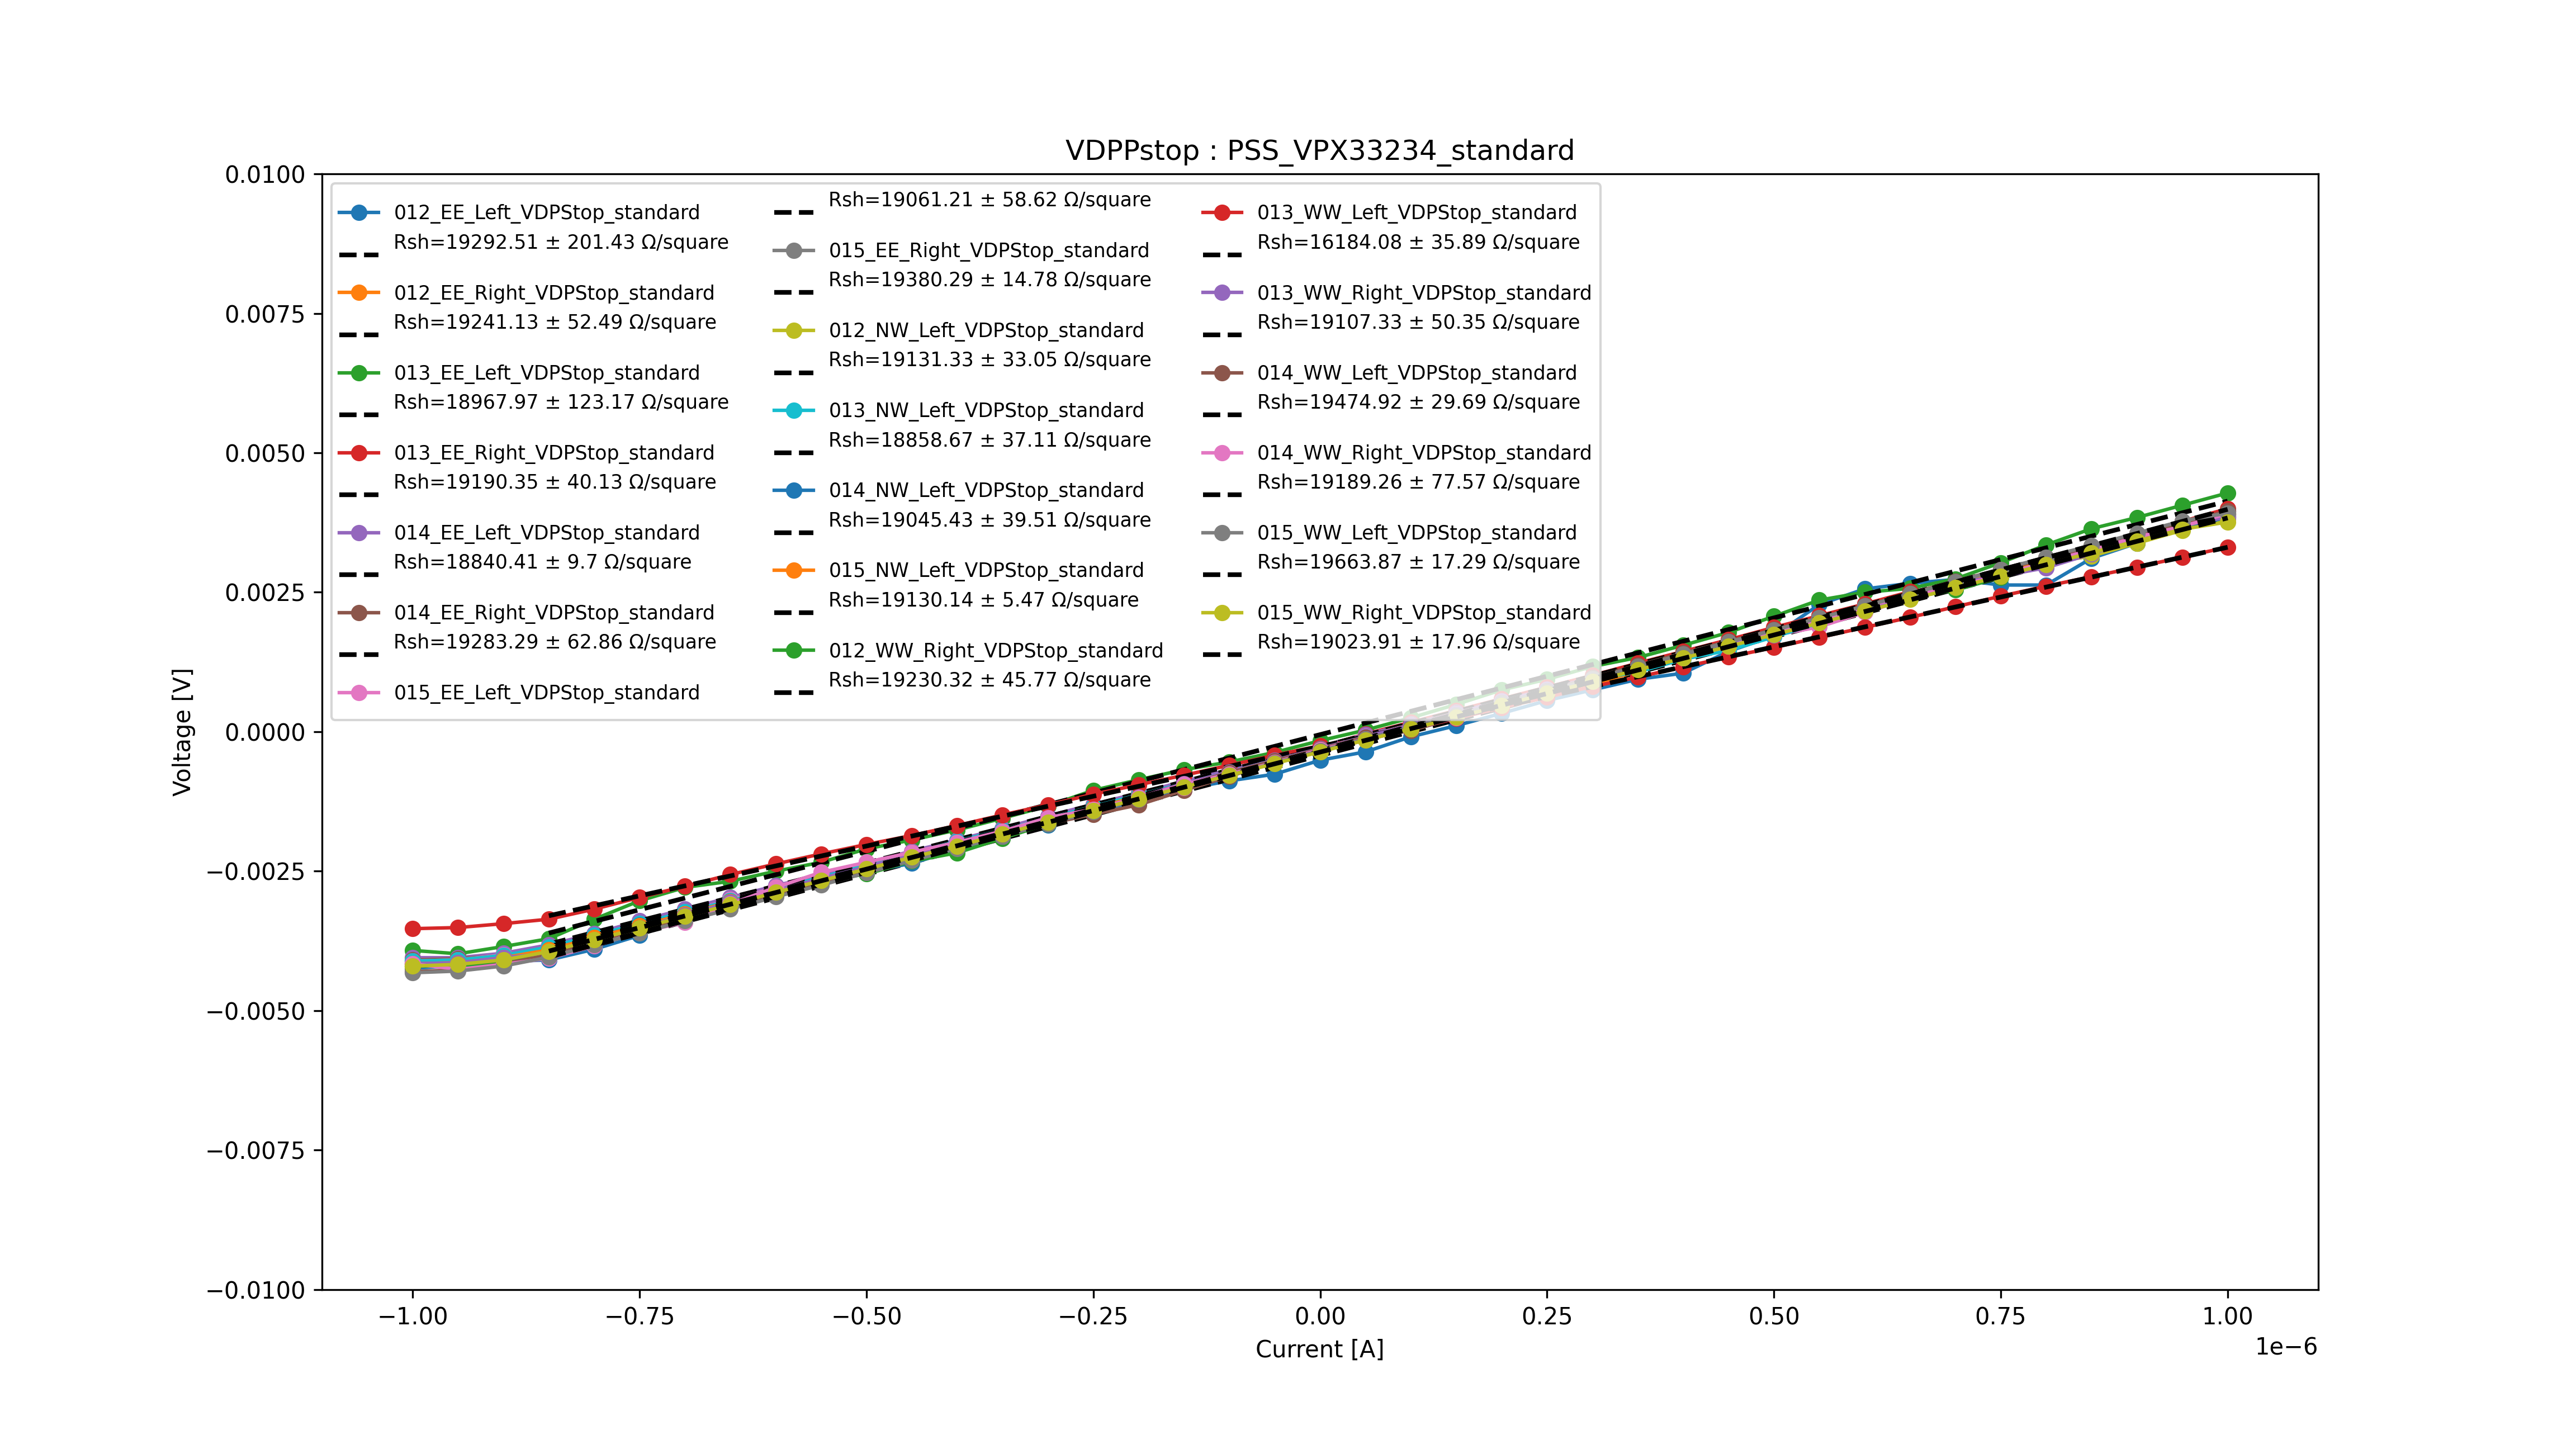 VDPPstop : PSS_VPX33234_standard
012_EE_Left_VDPStop_standard
Rsh=19292.51 ± 201.43 Ω/square
012_EE_Right_VDPStop_standard
Rsh=19241.13 ± 52.49 Ω/square
013_EE_Left_VDPStop_standard
Rsh=18967.97 ± 123.17 Ω/square
013_EE_Right_VDPStop_standard
Rsh=19190.35 ± 40.13 Ω/square
014_EE_Left_VDPStop_standard
Rsh=18840.41 ± 9.7 Ω/square
014_EE_Right_VDPStop_standard
Rsh=19283.29 ± 62.86 Ω/square
015_EE_Left_VDPStop_standard
Rsh=19061.21 ± 58.62 Ω/square
015_EE_Right_VDPStop_standard
Rsh=19380.29 ± 14.78 Ω/square
012_NW_Left_VDPStop_standard
Rsh=19131.33 ± 33.05 Ω/square
013_NW_Left_VDPStop_standard
Rsh=18858.67 ± 37.11 Ω/square
014_NW_Left_VDPStop_standard
Rsh=19045.43 ± 39.51 Ω/square
015_NW_Left_VDPStop_standard
Rsh=19130.14 ± 5.47 Ω/square
012_WW_Right_VDPStop_standard
Rsh=19230.32 ± 45.77 Ω/square
013_WW_Left_VDPStop_standard
Rsh=16184.08 ± 35.89 Ω/square
013_WW_Right_VDPStop_standard
Rsh=19107.33 ± 50.35 Ω/square
014_WW_Left_VDPStop_standard
Rsh=19474.92 ± 29.69 Ω/square
014_WW_Right_VDPStop_standard
Rsh=19189.26 ± 77.57 Ω/square
015_WW_Left_VDPStop_standard
Rsh=19663.87 ± 17.29 Ω/square
015_WW_Right_VDPStop_standard
Rsh=19023.91 ± 17.96 Ω/square
Voltage [V]
0.0100
0.0075
0.0050
0.0025
0.0000
−0.0025
−0.0050
−0.0075
−0.0100
−1.00
−0.75
−0.50
−0.25
0.00
0.25
0.50
0.75
1.00
1e−6
Current [A]